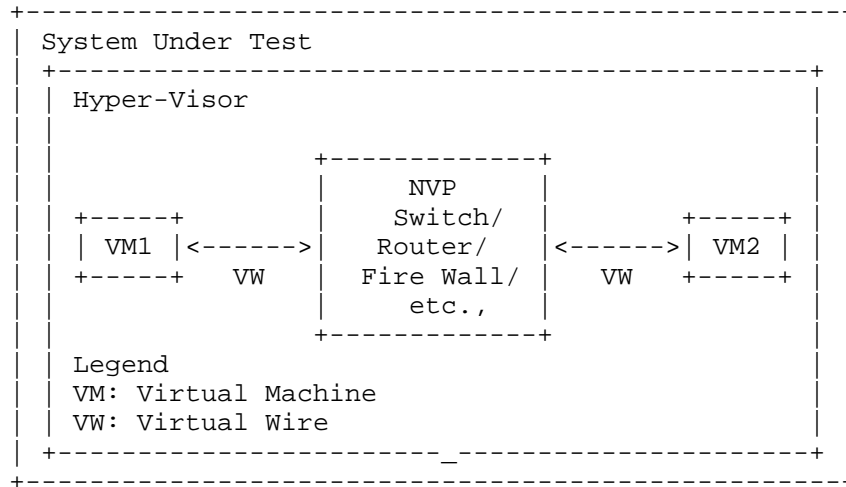 System Under Test
Hyper-Visor
NVP
Switch/
Router/
Fire Wall/
etc.,
VM1 <------> <------> VM2
VW VW
Legend
VM: Virtual Machine
VW: Virtual Wire